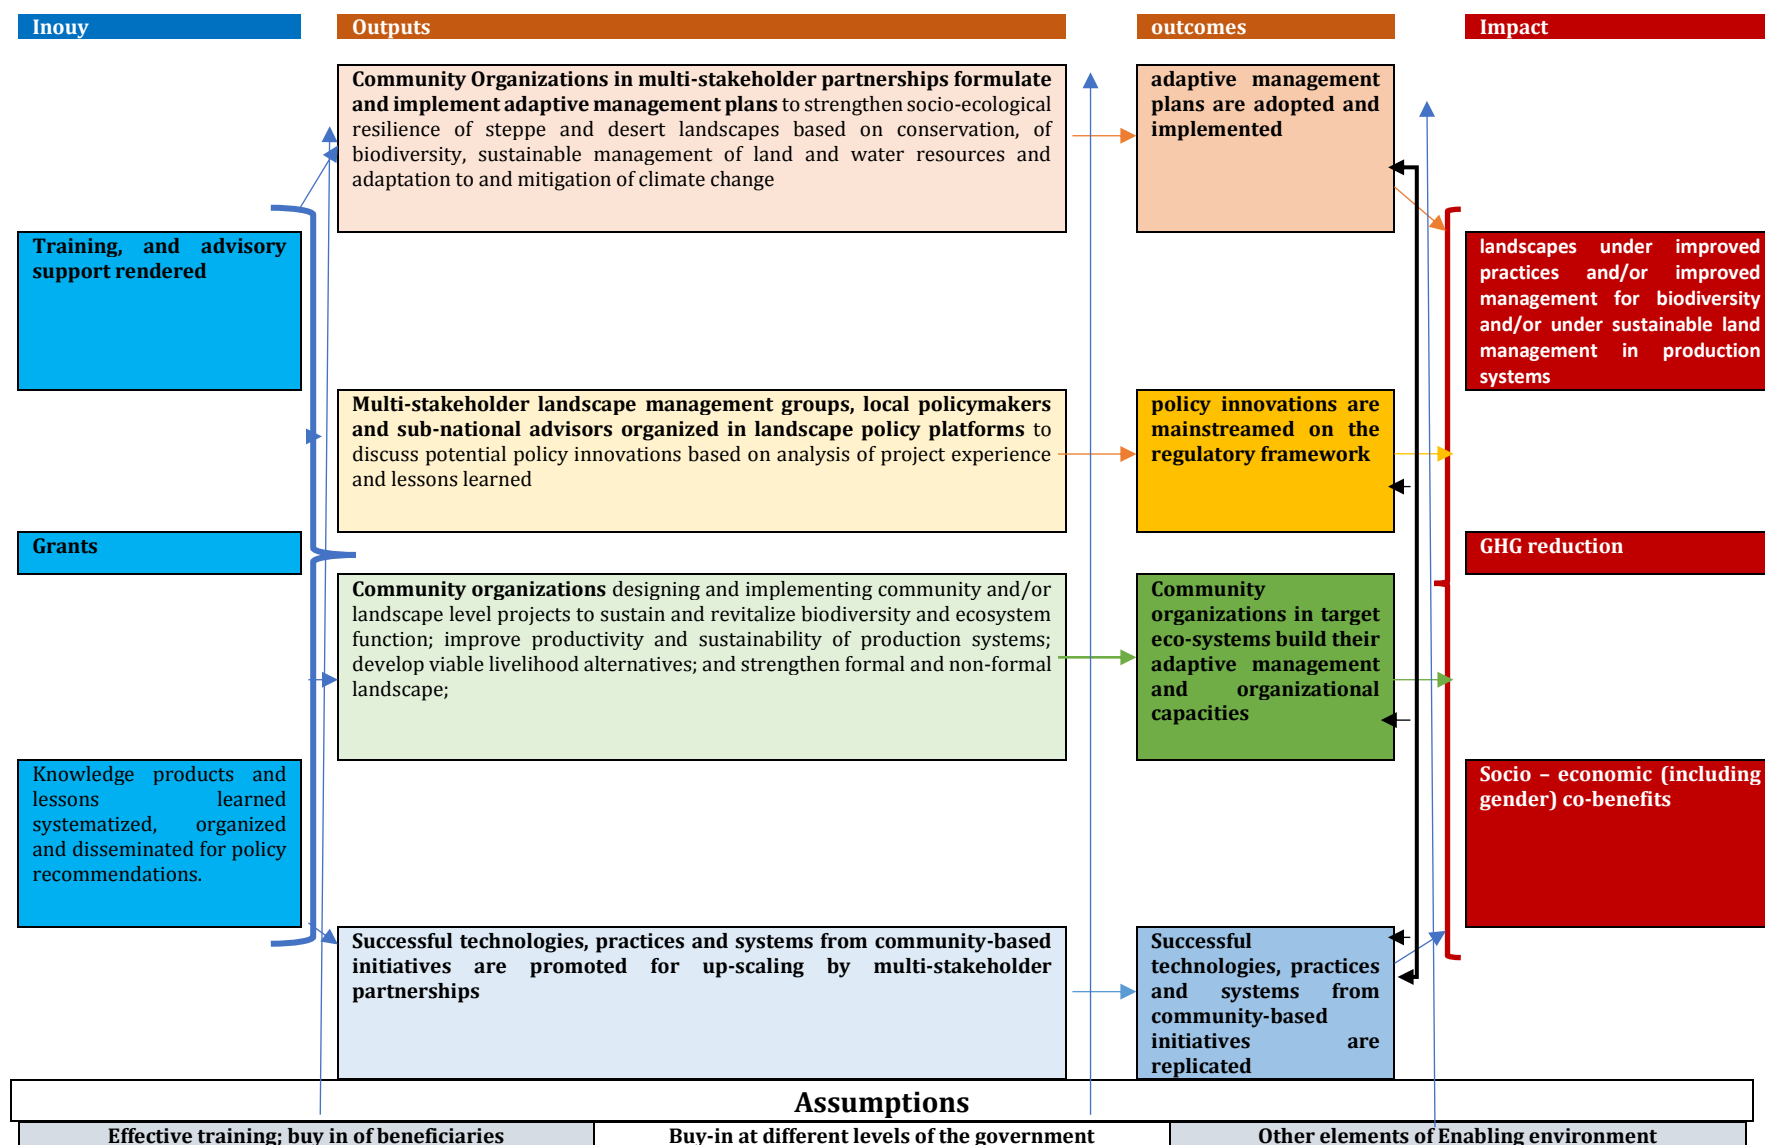 Inouy
Outputs
outcomes
Impact
Community Organizations in multi-stakeholder partnerships formulate
and implement adaptive management plans to strengthen socio-ecological
resilience of steppe and desert landscapes based on conservation, of
biodiversity, sustainable management of land and water resources and
adaptation to and mitigation of climate change
adaptive management
plans are adopted and
implemented
Training, and advisory
support rendered
landscapes under improved
practices and/or improved
management for biodiversity
and/or under sustainable land
management in production
systems
Multi-stakeholder landscape management groups, local policymakers
and sub-national advisors organized in landscape policy platforms to
discuss potential policy innovations based on analysis of project experience
and lessons learned
policy innovations are
mainstreamed on the
regulatory framework
Grants
GHG reduction
Community organizations designing and implementing community and/or
landscape level projects to sustain and revitalize biodiversity and ecosystem
function; improve productivity and sustainability of production systems;
develop viable livelihood alternatives; and strengthen formal and non-formal
landscape;
Community
organizations in target
eco-systems build their
adaptive management
and organizational
capacities
Knowledge products and
lessons learned
systematized, organized
and disseminated for policy
recommendations.
Socio – economic (including
gender) co-benefits
Successful technologies, practices and systems from community-based
initiatives are promoted for up-scaling by multi-stakeholder
partnerships
Successful
technologies, practices
and systems from
community-based
initiatives are
replicated
Assumptions
Effective training; buy in of beneficiaries
Buy-in at different levels of the government
Other elements of Enabling environment